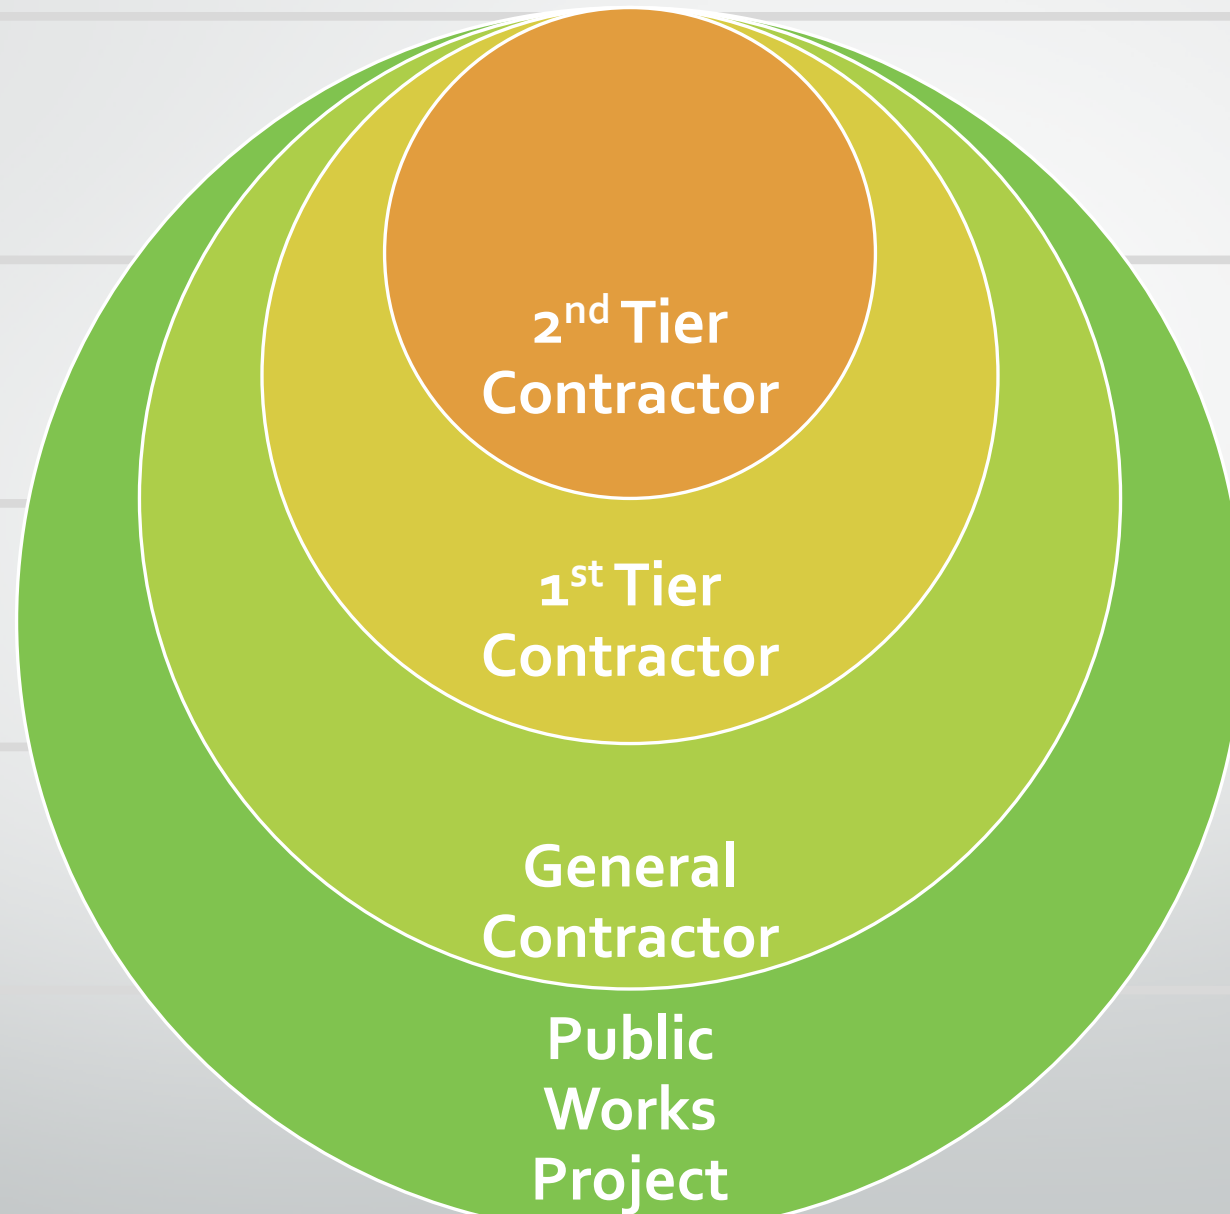 2nd Tier
Contractor
1st Tier
Contractor
General
Contractor
Public
Works
Project